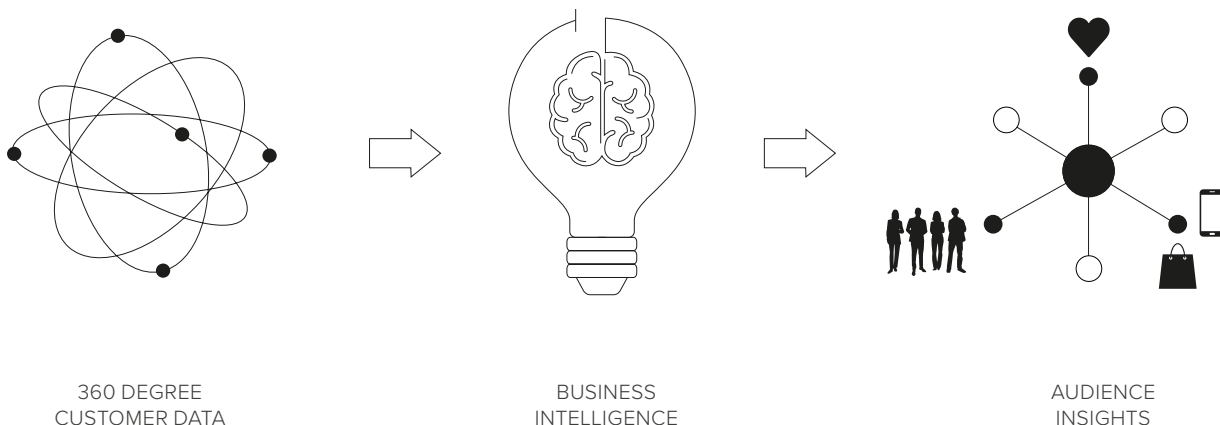 360 DEGREE
CUSTOMER DATA
BUSINESS
INTELLIGENCE
AUDIENCE
INSIGHTS